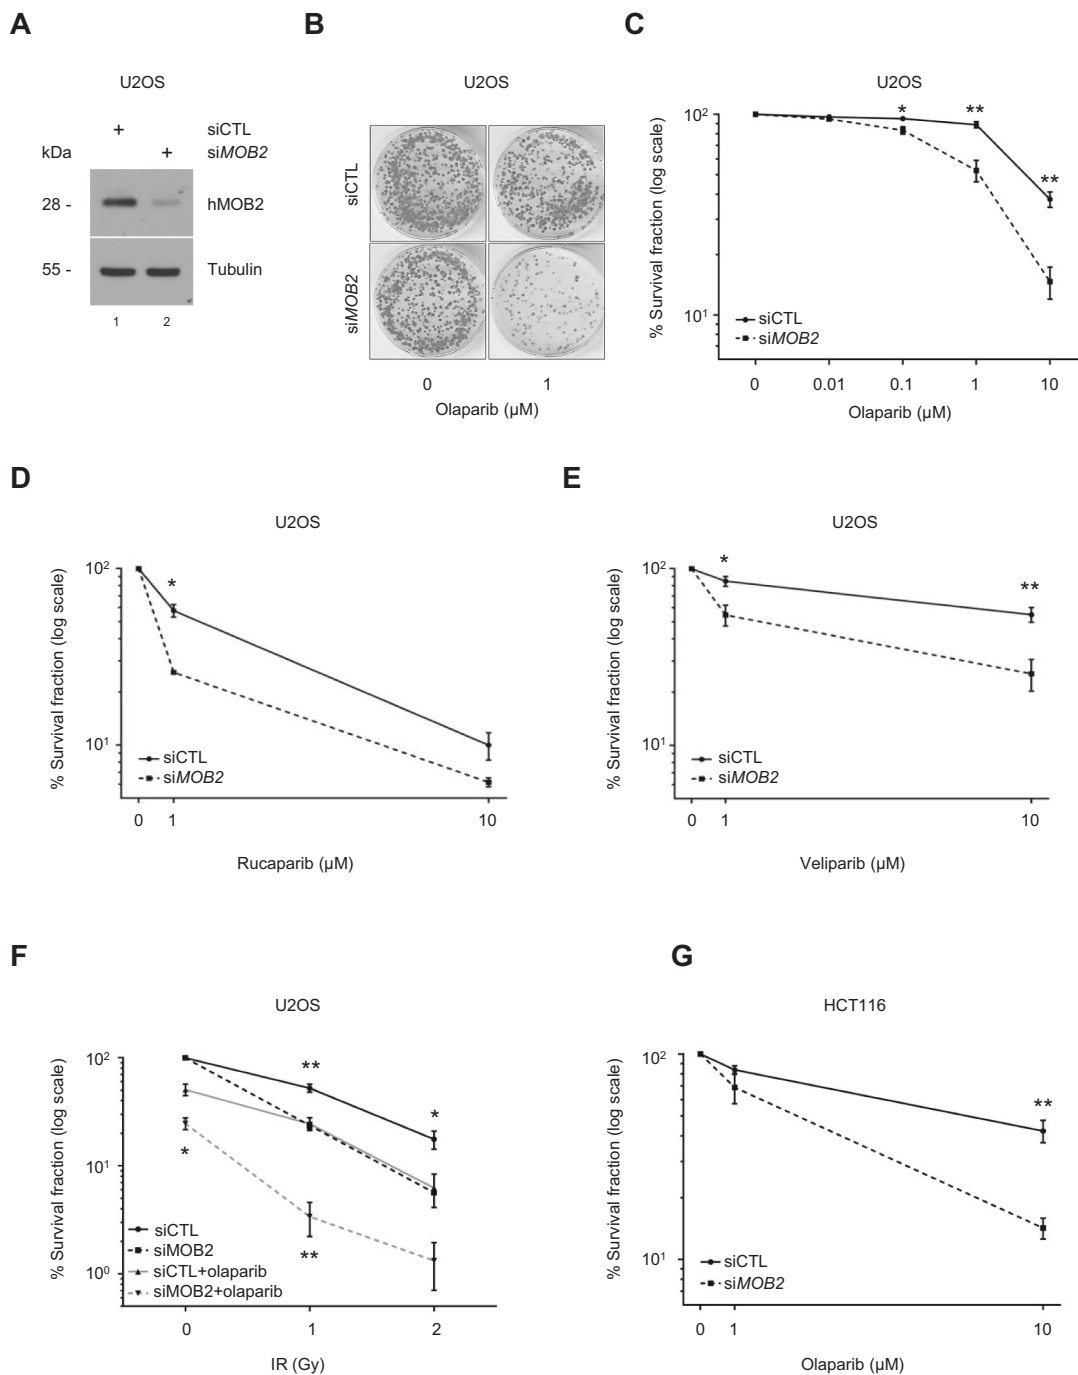 A
B
C
U2OS
U2OS
U2OS
+ siCTL
kDa + siMOB2
28 - hMOB2
55 - Tubulin
1 2
siCTL
siMOB2
0 1
Olaparib (µM)
% Survival fraction (log scale)
10²
10¹
* ** **
siCTL
siMOB2
0 0.01 0.1 1 10
Olaparib (µM)
D
E
U2OS
U2OS
% Survival fraction (log scale)
10²
10¹
*
siCTL
siMOB2
0 1 10
Rucaparib (µM)
% Survival fraction (log scale)
10²
10¹
* **
siCTL
siMOB2
0 1 10
Veliparib (µM)
F
G
U2OS
HCT116
% Survival fraction (log scale)
10²
10¹
10⁰
** *
*
**
siCTL
siMOB2
siCTL+olaparib
siMOB2+olaparib
0 1 2
IR (Gy)
% Survival fraction (log scale)
10²
10¹
**
siCTL
siMOB2
0 1 10
Olaparib (µM)